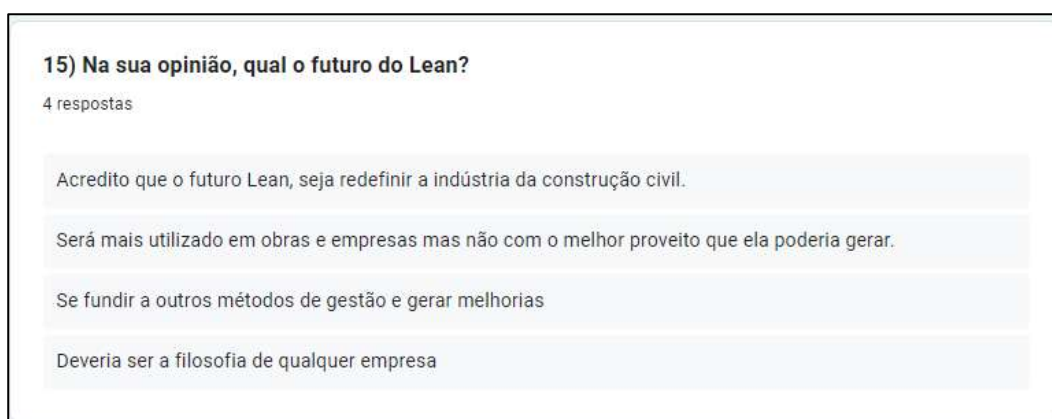 15) Na sua opinião, qual o futuro do Lean?
4 respostas
Acredito que o futuro Lean, seja redefinir a indústria da construção civil.
Será mais utilizado em obras e empresas mas não com o melhor proveito que ela poderia gerar.
Se fundir a outros métodos de gestão e gerar melhorias
Deveria ser a filosofia de qualquer empresa